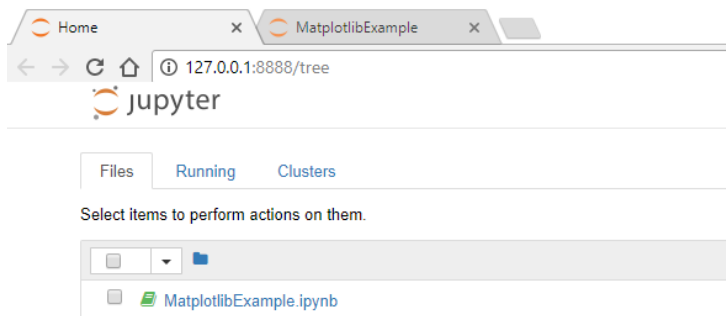 Home MatplotlibExample
127.0.0.1:8888/tree
jupyter
Files Running Clusters
Select items to perform actions on them.
MatplotlibExample.ipynb